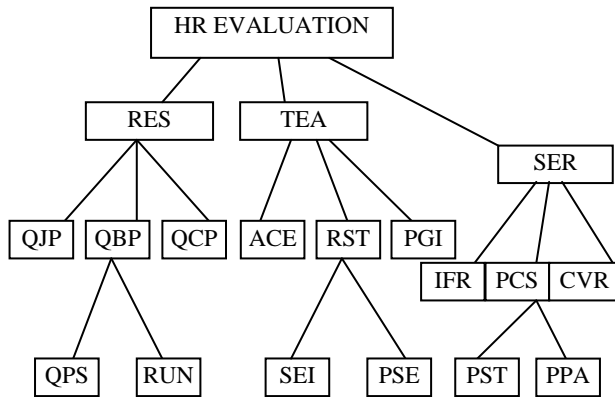 HR EVALUATION
RES
TEA
SER
QJP
QBP
QCP
ACE
RST
PGI
IFR
PCS
CVR
QPS
RUN
SEI
PSE
PST
PPA